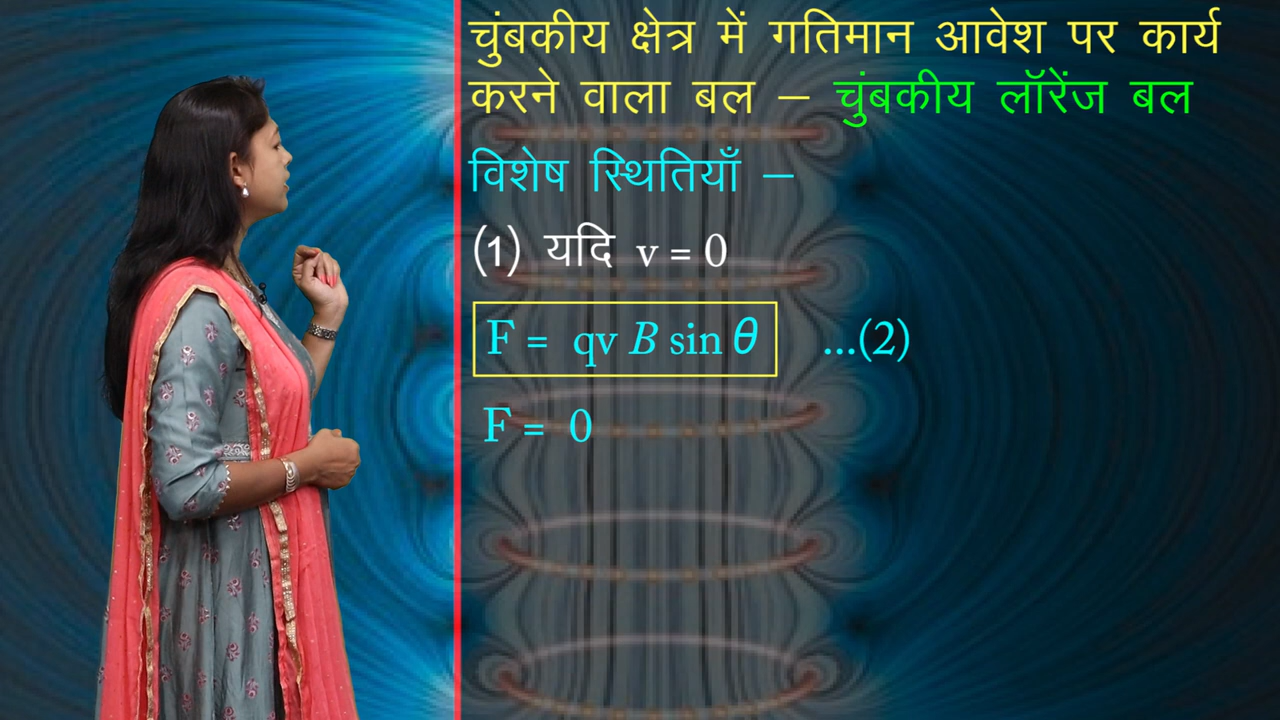 चुंबकीय क्षेत्र में गतिमान आवेश पर कार्य
करने वाला बल – चुंबकीय लॉरेंज बल
विशेष स्थितियाँ –
(1) यदि v = 0
F = qv B sin θ ...(2)
F = 0